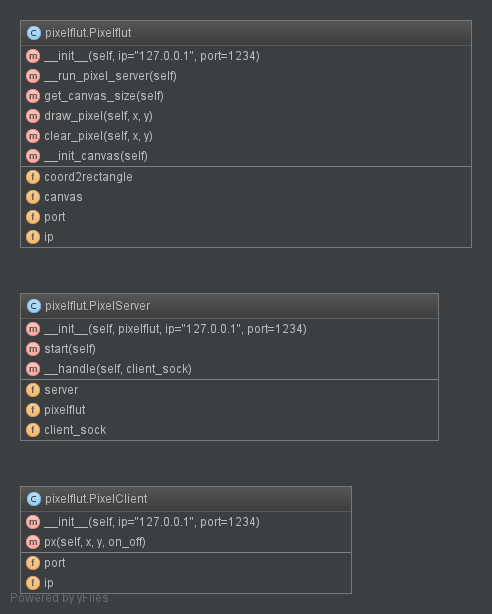 C pixelflut.Pixelflut
m __init__(self, ip="127.0.0.1", port=1234)
m __run_pixel_server(self)
m get_canvas_size(self)
m draw_pixel(self, x, y)
m clear_pixel(self, x, y)
m __init_canvas(self)
f coord2rectangle
f canvas
f port
f ip
C pixelflut.PixelServer
m __init__(self, pixelflut, ip="127.0.0.1", port=1234)
m start(self)
m __handle(self, client_sock)
f server
f pixelflut
f client_sock
C pixelflut.PixelClient
m __init__(self, ip="127.0.0.1", port=1234)
m px(self, x, y, on_off)
f port
f ip
Powered by yFiles